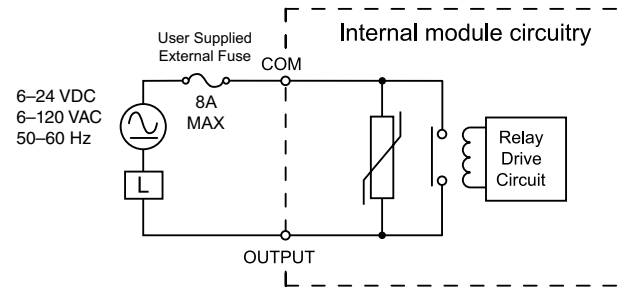 Internal module circuitry
User Supplied
External Fuse
COM
8A
MAX
6–24 VDC
6–120 VAC
50–60 Hz
L
Relay
Drive
Circuit
OUTPUT